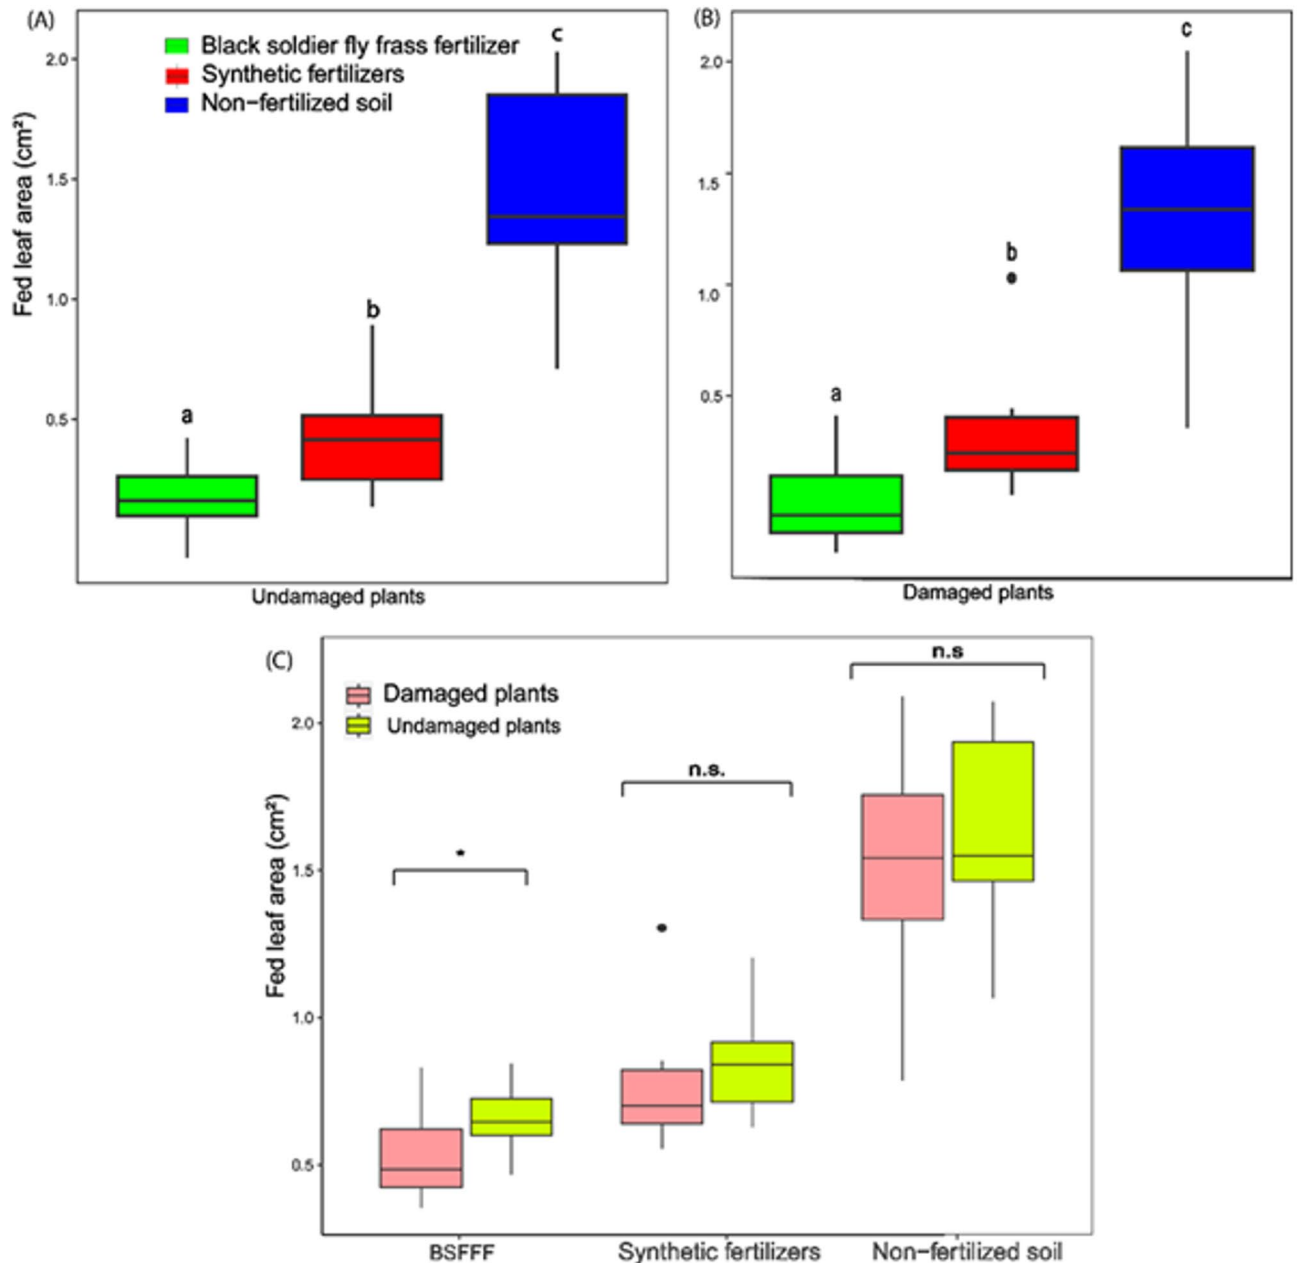 (A)
Black soldier fly frass fertilizer
Synthetic fertilizers
Non-fertilized soil
Fed leaf area (cm²)
2.0
1.5
1.0
0.5
a
b
c
Undamaged plants
(B)
2.0
1.5
1.0
0.5
a
b
c
Damaged plants
(C)
Damaged plants
Undamaged plants
Fed leaf area (cm²)
2.0
1.5
1.0
0.5
*
n.s.
n.s
BSFFF
Synthetic fertilizers
Non-fertilized soil